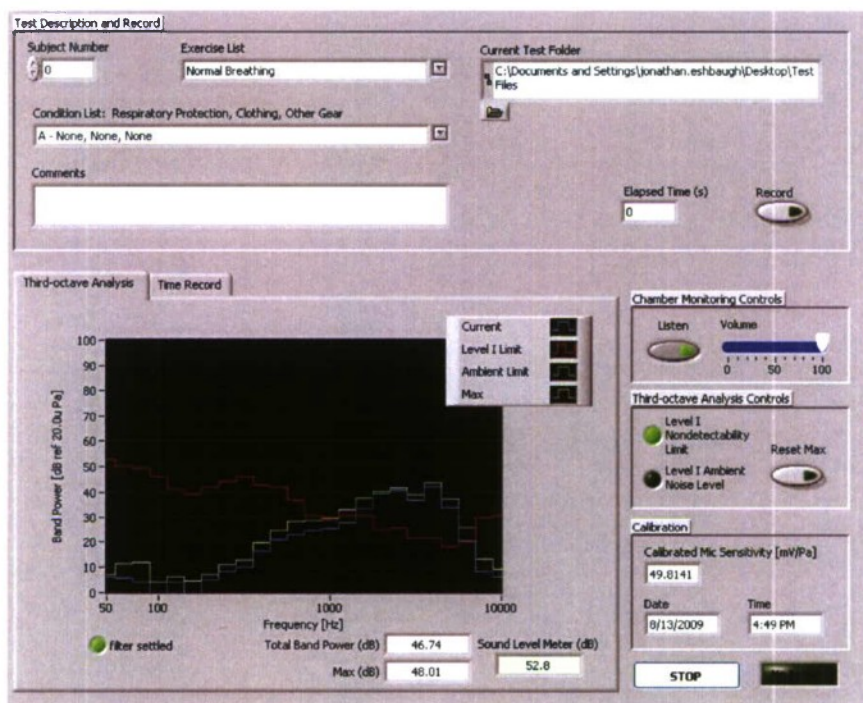 Test Description and Record
Subject Number
0
Exercise List
Normal Breathing
Current Test Folder
C:\Documents and Settings\jonathan.eshbaugh\Desktop\Test
Files
Condition List: Respiratory Protection, Clothing, Other Gear
A - None, None, None
Comments
Elapsed Time (s)
0
Record
Third-octave Analysis
Time Record
Current
Level I Limit
Ambient Limit
Max
Band Power [dB ref 20.0u Pa]
100
90
80
70
60
50
40
30
20
10
0
50 100 1000 10000
Frequency [Hz]
filter settled
Total Band Power (dB) 46.74
Max (dB) 48.01
Sound Level Meter (dB)
52.8
Chamber Monitoring Controls
Listen
Volume
0 50 100
Third-octave Analysis Controls
Level I
Nondetectability
Limit
Level I Ambient
Noise Level
Reset Max
Calibration
Calibrated Mic Sensitivity [mV/Pa]
49.8141
Date
8/13/2009
Time
4:49 PM
STOP